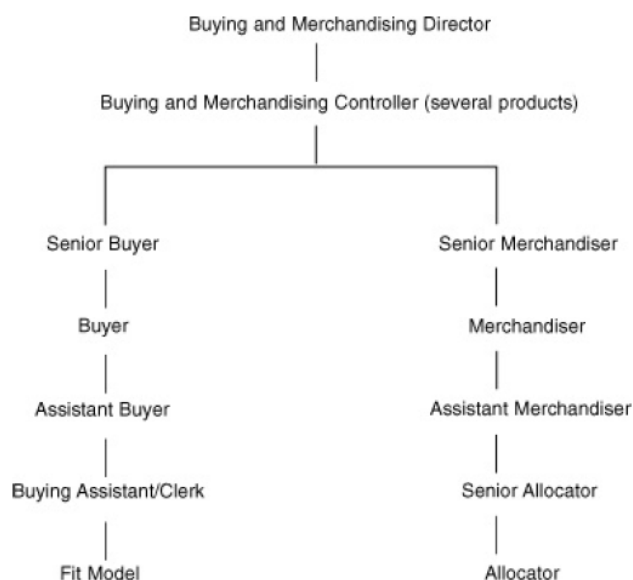 Buying and Merchandising Director
Buying and Merchandising Controller (several products)
Senior Buyer
Senior Merchandiser
Buyer
Merchandiser
Assistant Buyer
Assistant Merchandiser
Buying Assistant/Clerk
Senior Allocator
Fit Model
Allocator